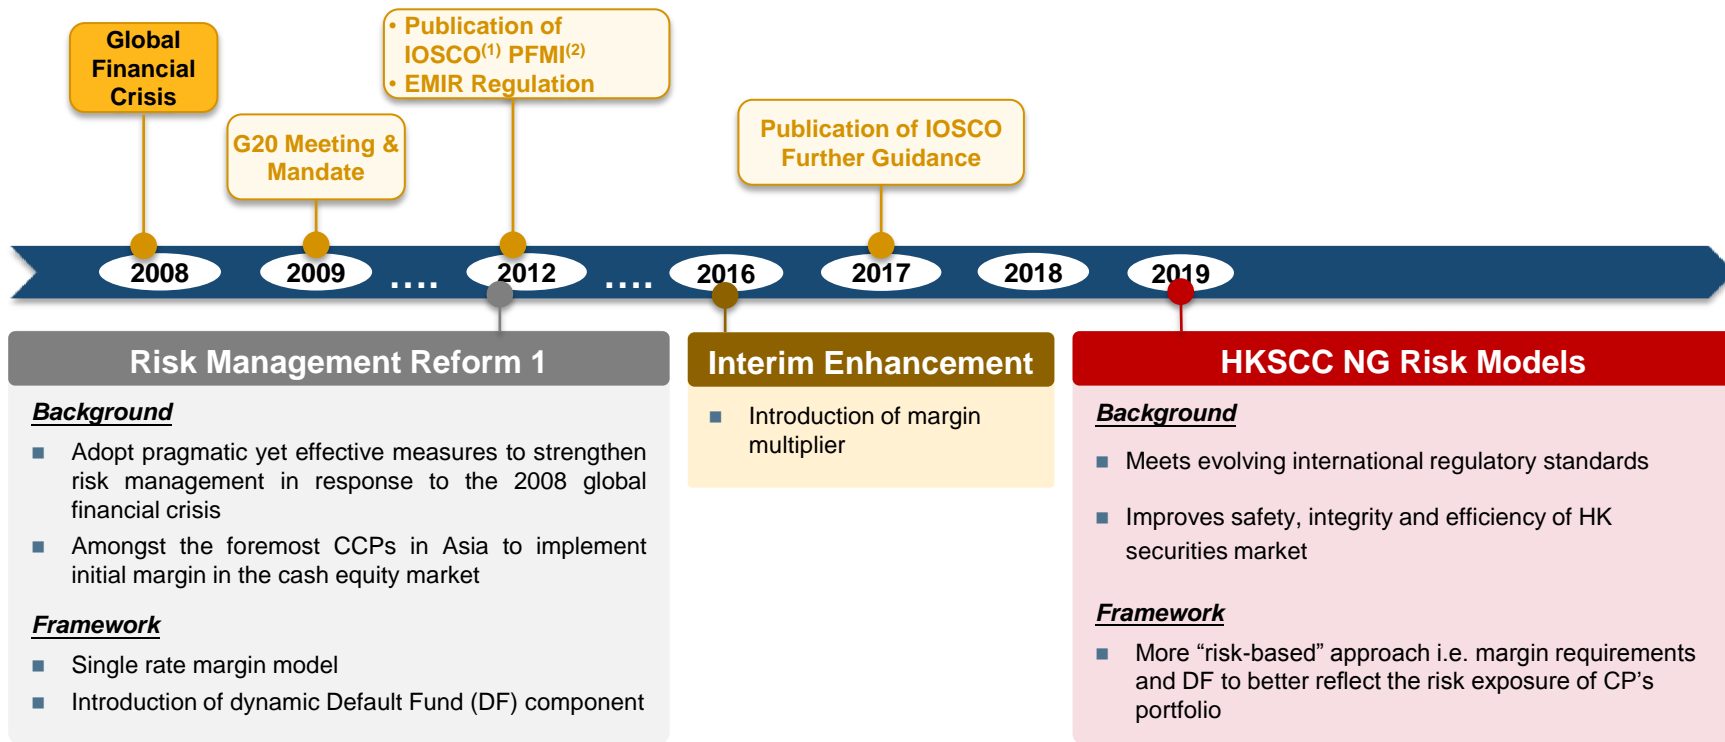 Global
Financial
Crisis
G20 Meeting &
Mandate
• Publication of
IOSCO(1) PFMI(2)
• EMIR Regulation
Publication of IOSCO
Further Guidance
2008
2009
....
2012
....
2016
2017
2018
2019
Risk Management Reform 1
Background
■ Adopt pragmatic yet effective measures to strengthen
risk management in response to the 2008 global
financial crisis
■ Amongst the foremost CCPs in Asia to implement
initial margin in the cash equity market
Framework
■ Single rate margin model
■ Introduction of dynamic Default Fund (DF) component
Interim Enhancement
■ Introduction of margin
multiplier
HKSCC NG Risk Models
Background
■ Meets evolving international regulatory standards
■ Improves safety, integrity and efficiency of HK
securities market
Framework
■ More “risk-based” approach i.e. margin requirements
and DF to better reflect the risk exposure of CP’s
portfolio